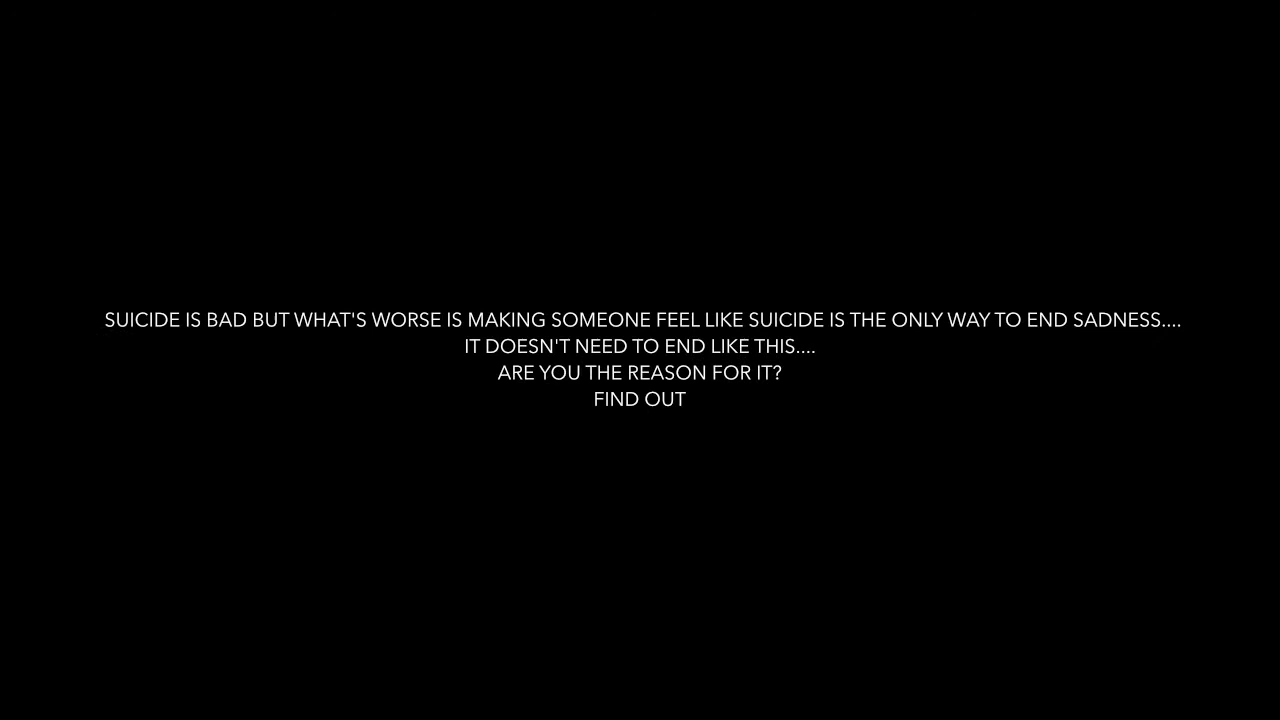 SUICIDE IS BAD BUT WHAT'S WORSE IS MAKING SOMEONE FEEL LIKE SUICIDE IS THE ONLY WAY TO END SADNESS....
IT DOESN'T NEED TO END LIKE THIS....
ARE YOU THE REASON FOR IT?
FIND OUT